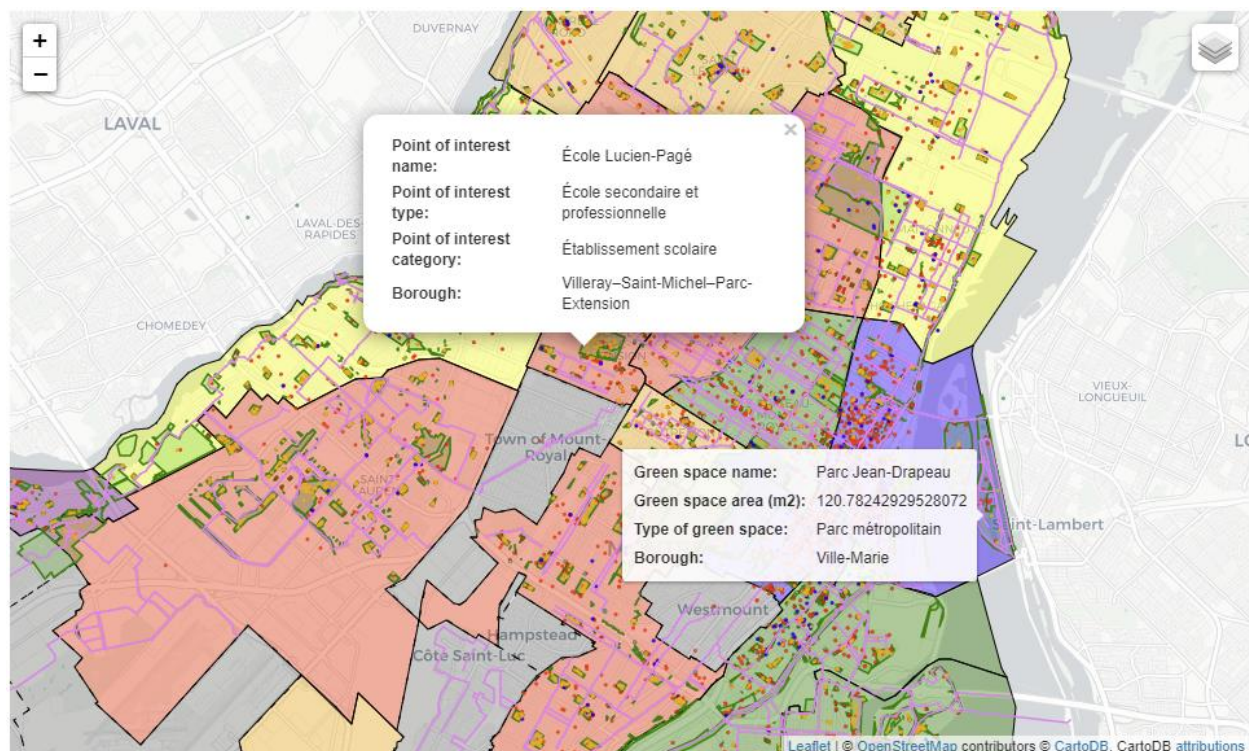 +
−
DUVERNAY
LAVAL
LAVAL-DES-
RAPIDES
CHOMEDEY
×
Point of interest name: École Lucien-Pagé
Point of interest type: École secondaire et professionnelle
Point of interest category: Établissement scolaire
Borough: Villeray–Saint-Michel–Parc-Extension
VIEUX-
LONGUEUIL
Town of Mount-
Royal
SAINT-
LAURENT
Green space name: Parc Jean-Drapeau
Green space area (m2): 120.78242929528072
Type of green space: Parc métropolitain
Borough: Ville-Marie
Saint-Lambert
Westmount
Hampstead
Côte Saint-Luc
Leaflet | © OpenStreetMap contributors © CartoDB, CartoDB attributions